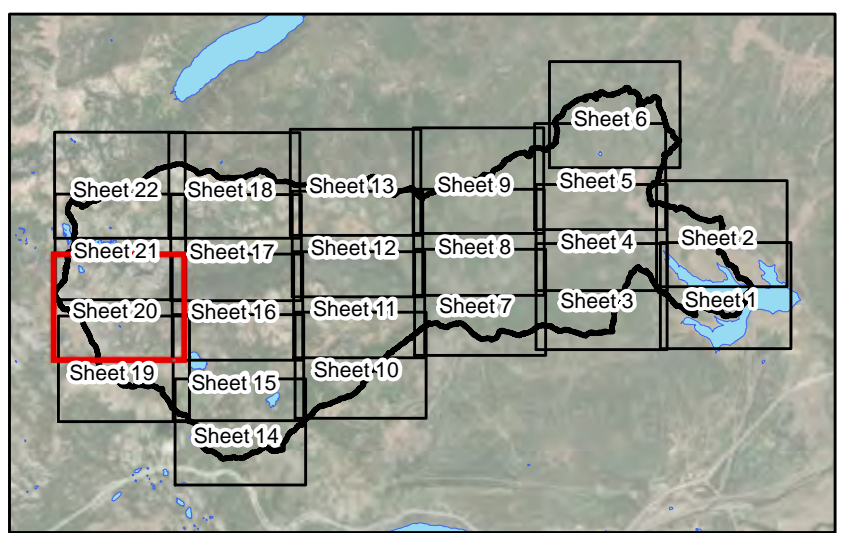 Sheet 6
Sheet 22
Sheet 18
Sheet 13
Sheet 9
Sheet 5
Sheet 21
Sheet 17
Sheet 12
Sheet 8
Sheet 4
Sheet 2
Sheet 20
Sheet 16
Sheet 11
Sheet 7
Sheet 3
Sheet 1
Sheet 19
Sheet 15
Sheet 10
Sheet 14